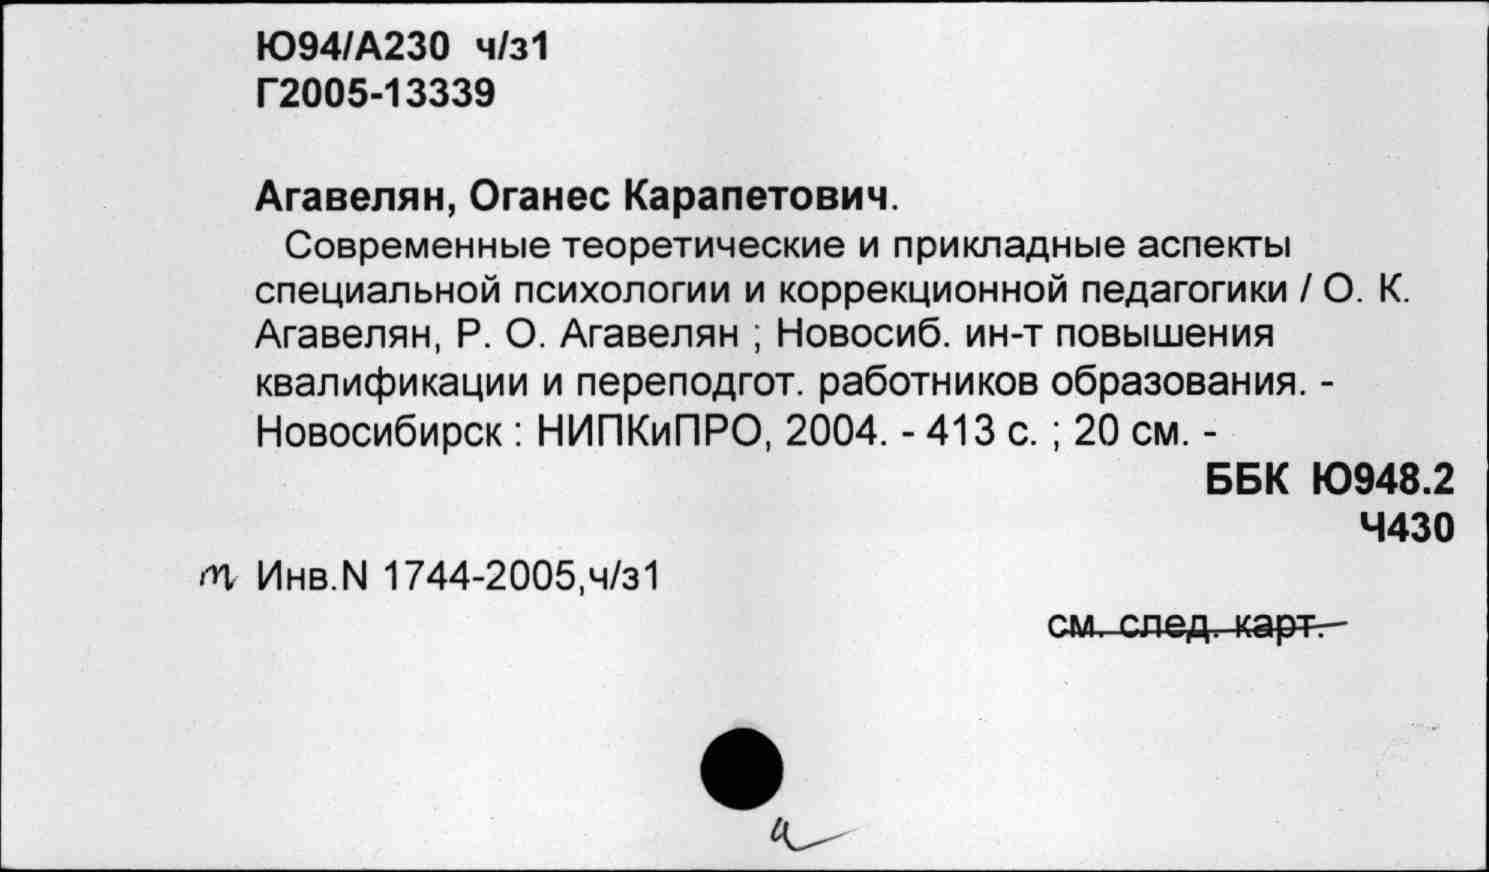 Ю94/А230 ч/з1
Г2005-13339
Агавелян, Оганес Карапетович.
Современные теоретические и прикладные аспекты
специальной психологии и коррекционной педагогики / О. К.
Агавелян, Р. О. Агавелян ; Новосиб. ин-т повышения
квалификации и переподгот. работников образования. -
Новосибирск : НИПКиПРО, 2004. - 413 с. ; 20 см. -
ББК Ю948.2
Ч430
т Инв.N 1744-2005,ч/з1
см. след. карт.